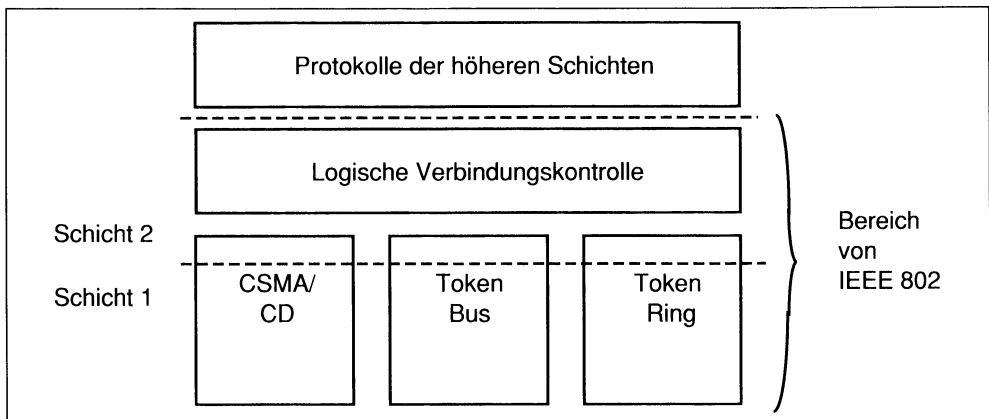 Protokolle der höheren Schichten
Logische Verbindungskontrolle
Schicht 2
Schicht 1
CSMA/
CD
Token
Bus
Token
Ring
Bereich
von
IEEE 802